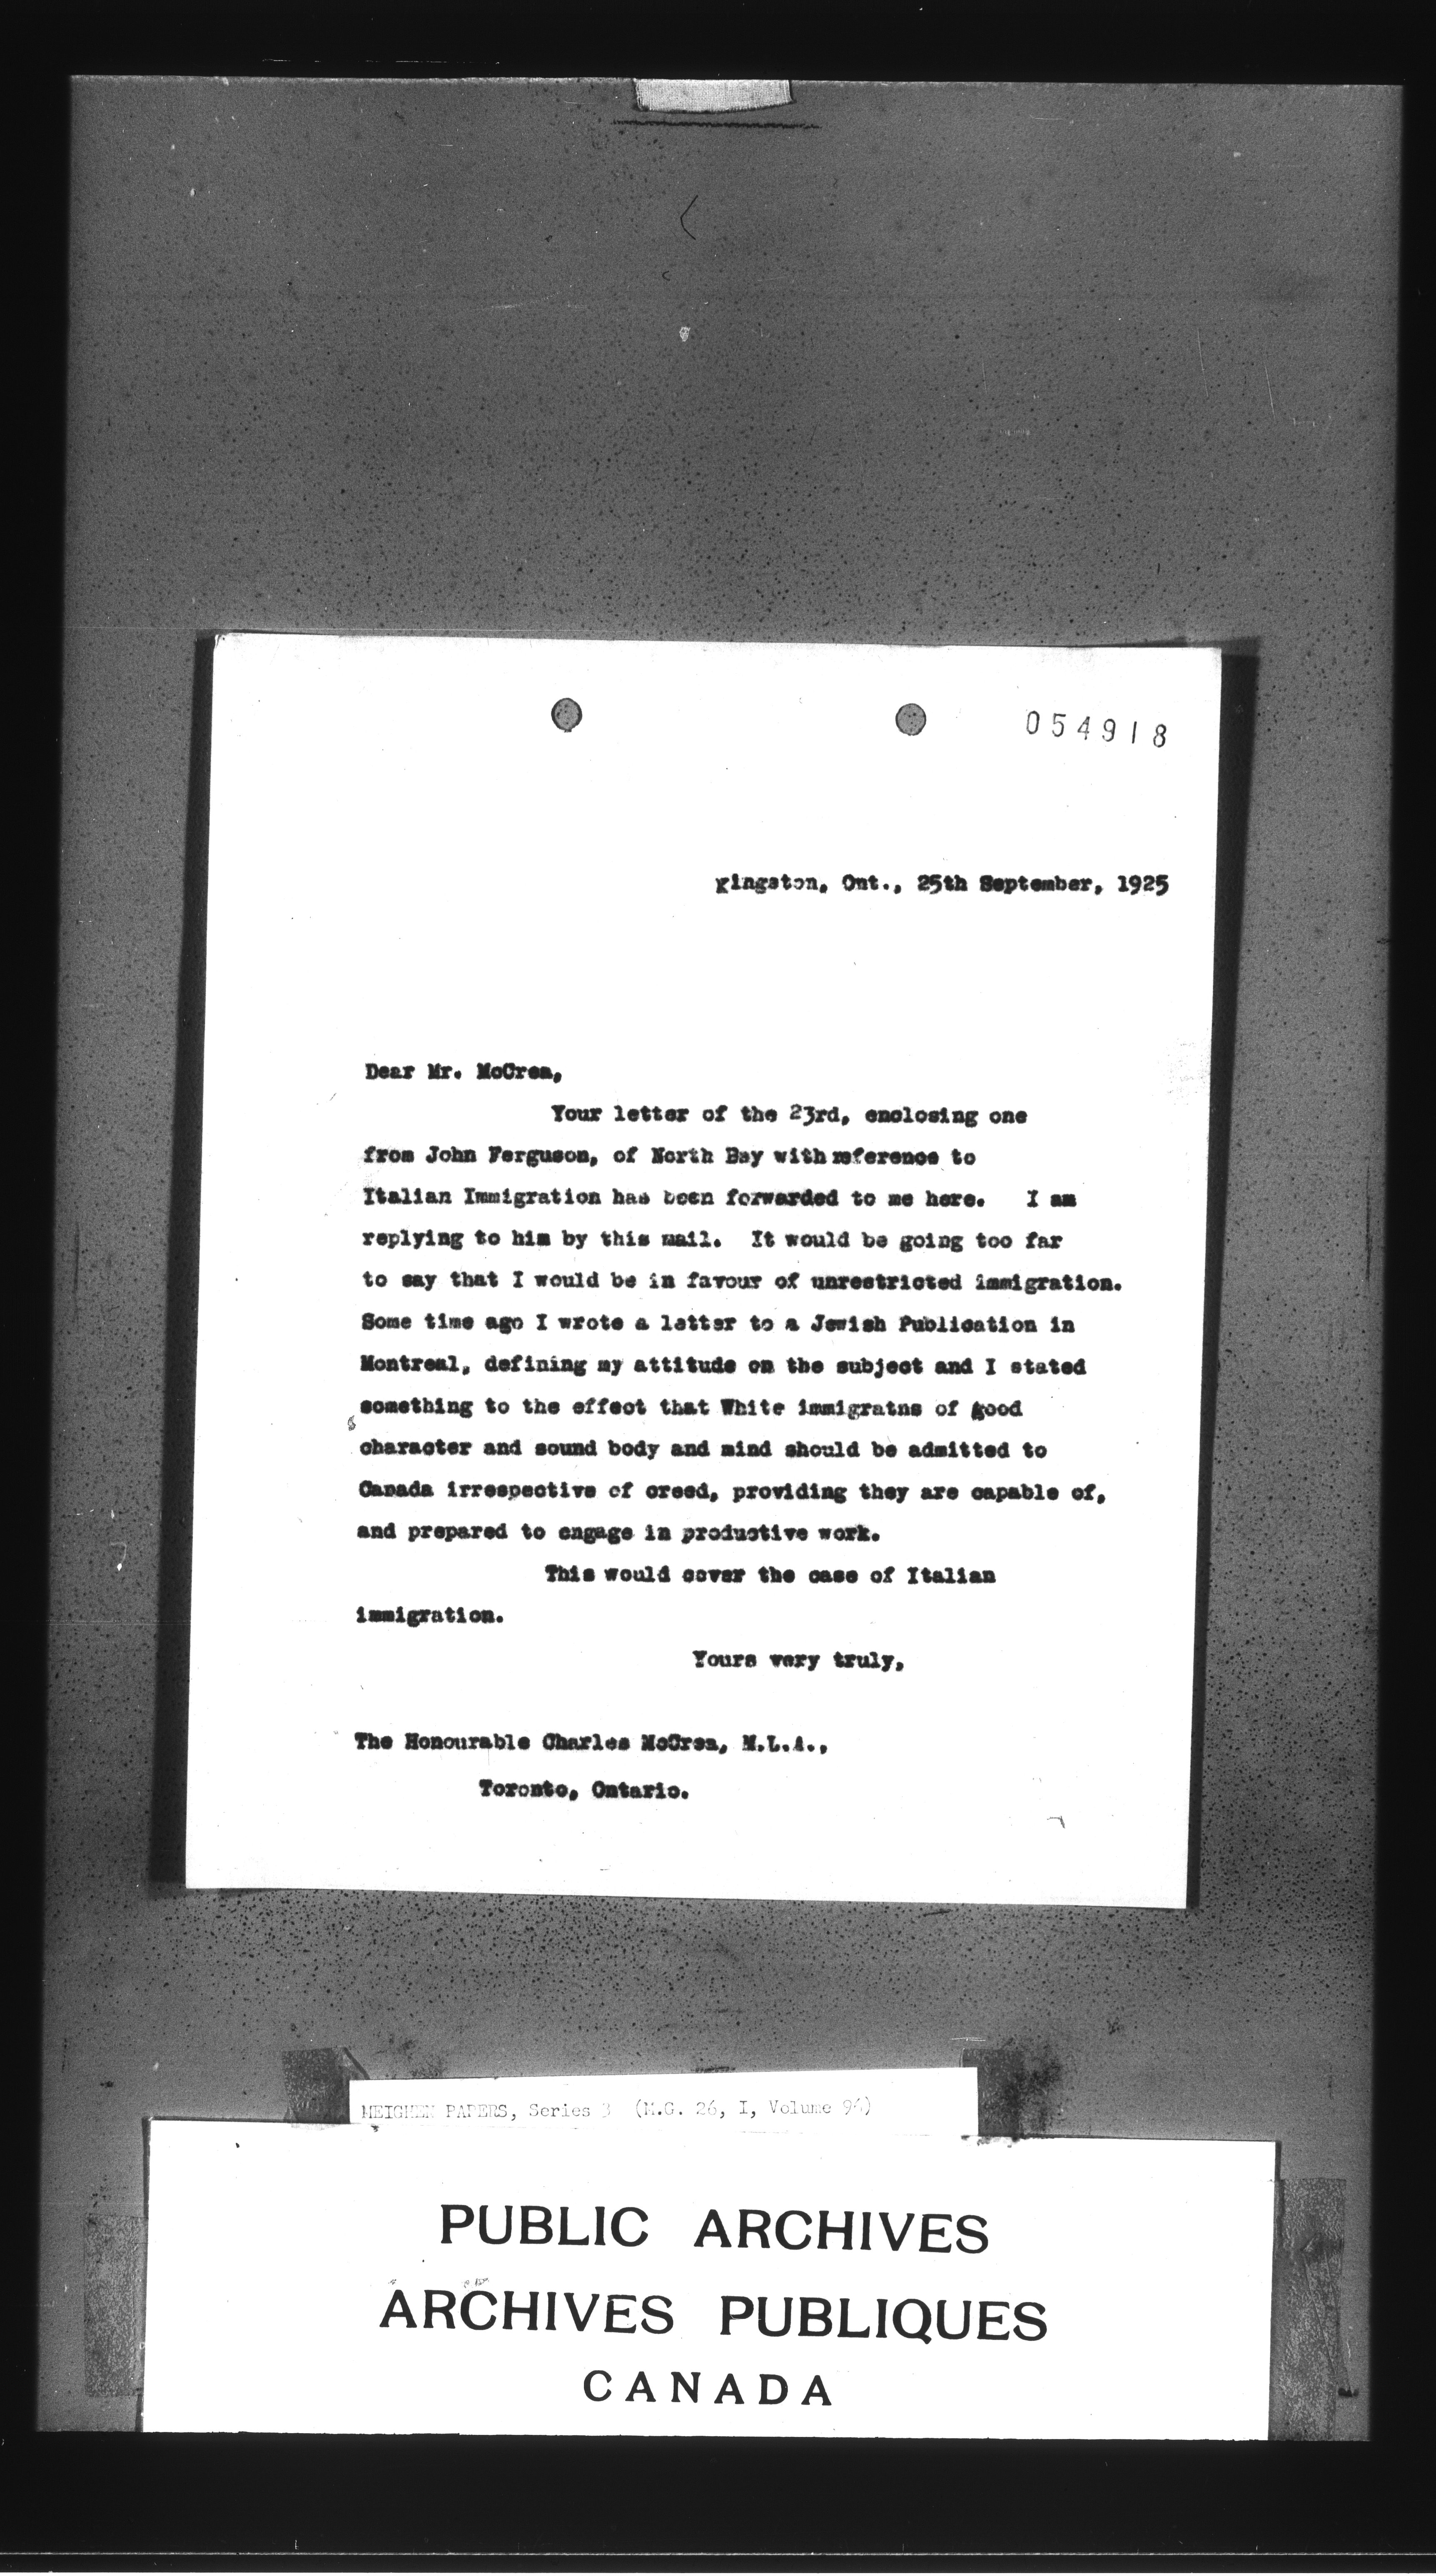 054918
Kingston, Ont., 25th September, 1925
Dear Mr. McCrea,
Your letter of the 23rd, enclosing one
from John Ferguson, of North Bay with reference to
Italian Immigration has been forwarded to me here. I am
replying to him by this mail. It would be going too far
to say that I would be in favour of unrestricted immigration.
Some time ago I wrote a letter to a Jewish Publication in
Montreal, defining my attitude on the subject and I stated
something to the effect that White immigratns of good
character and sound body and mind should be admitted to
Canada irrespective of creed, providing they are capable of,
and prepared to engage in productive work.
This would cover the case of Italian
immigration.
Yours very truly,
The Honourable Charles McCrea, M.L.A.,
Toronto, Ontario.
MEIGHEN PAPERS, Series 3 (M.G. 26, I, Volume
PUBLIC ARCHIVES
ARCHIVES PUBLIQUES
CANADA